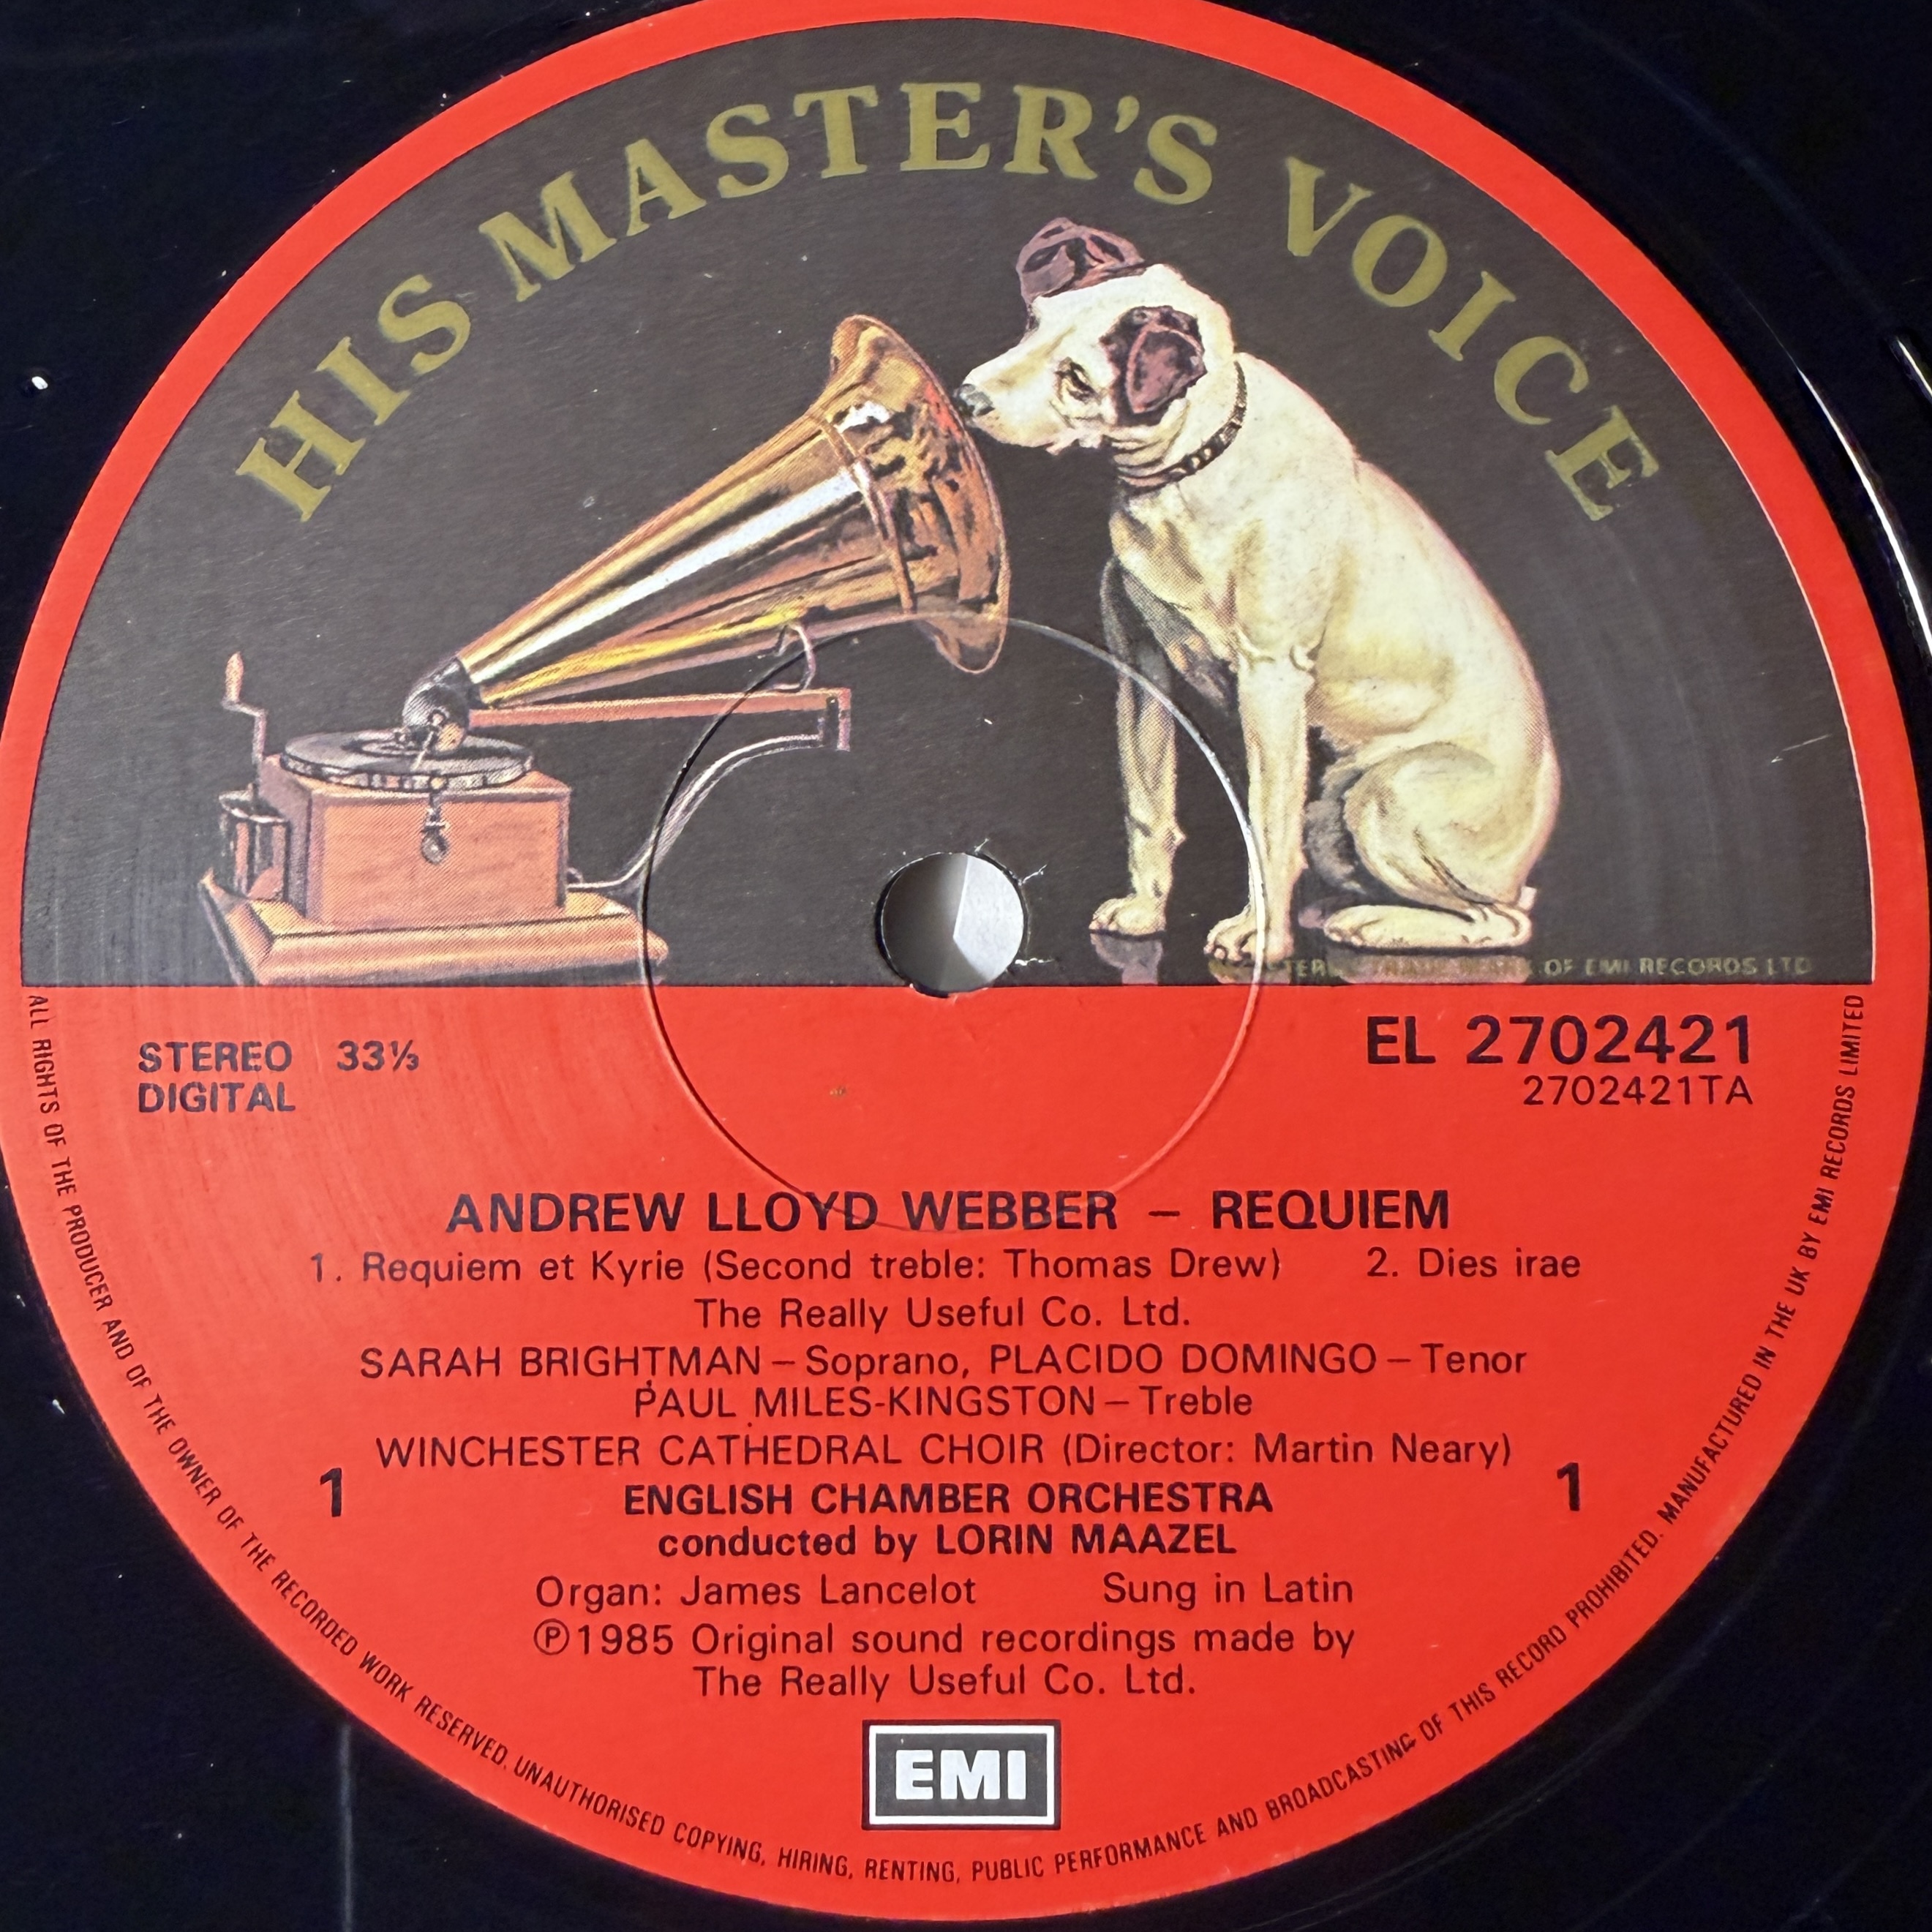 HIS MASTER'S VOICE
OF EMI RECORDS LTD
STEREO 33⅓
DIGITAL
EL 2702421
2702421TA
ANDREW LLOYD WEBBER – REQUIEM
1. Requiem et Kyrie (Second treble: Thomas Drew) 2. Dies irae
The Really Useful Co. Ltd.
SARAH BRIGHTMAN – Soprano, PLACIDO DOMINGO – Tenor
PAUL MILES-KINGSTON – Treble
WINCHESTER CATHEDRAL CHOIR (Director: Martin Neary)
1
1
ENGLISH CHAMBER ORCHESTRA
conducted by LORIN MAAZEL
Organ: James Lancelot Sung in Latin
Ⓟ1985 Original sound recordings made by
The Really Useful Co. Ltd.
EMI
ALL RIGHTS OF THE PRODUCER AND OF THE OWNER OF THE RECORDED WORK RESERVED. UNAUTHORISED COPYING, HIRING, RENTING, PUBLIC PERFORMANCE AND BROADCASTING OF THIS RECORD PROHIBITED. MANUFACTURED IN THE UK BY EMI RECORDS LIMITED